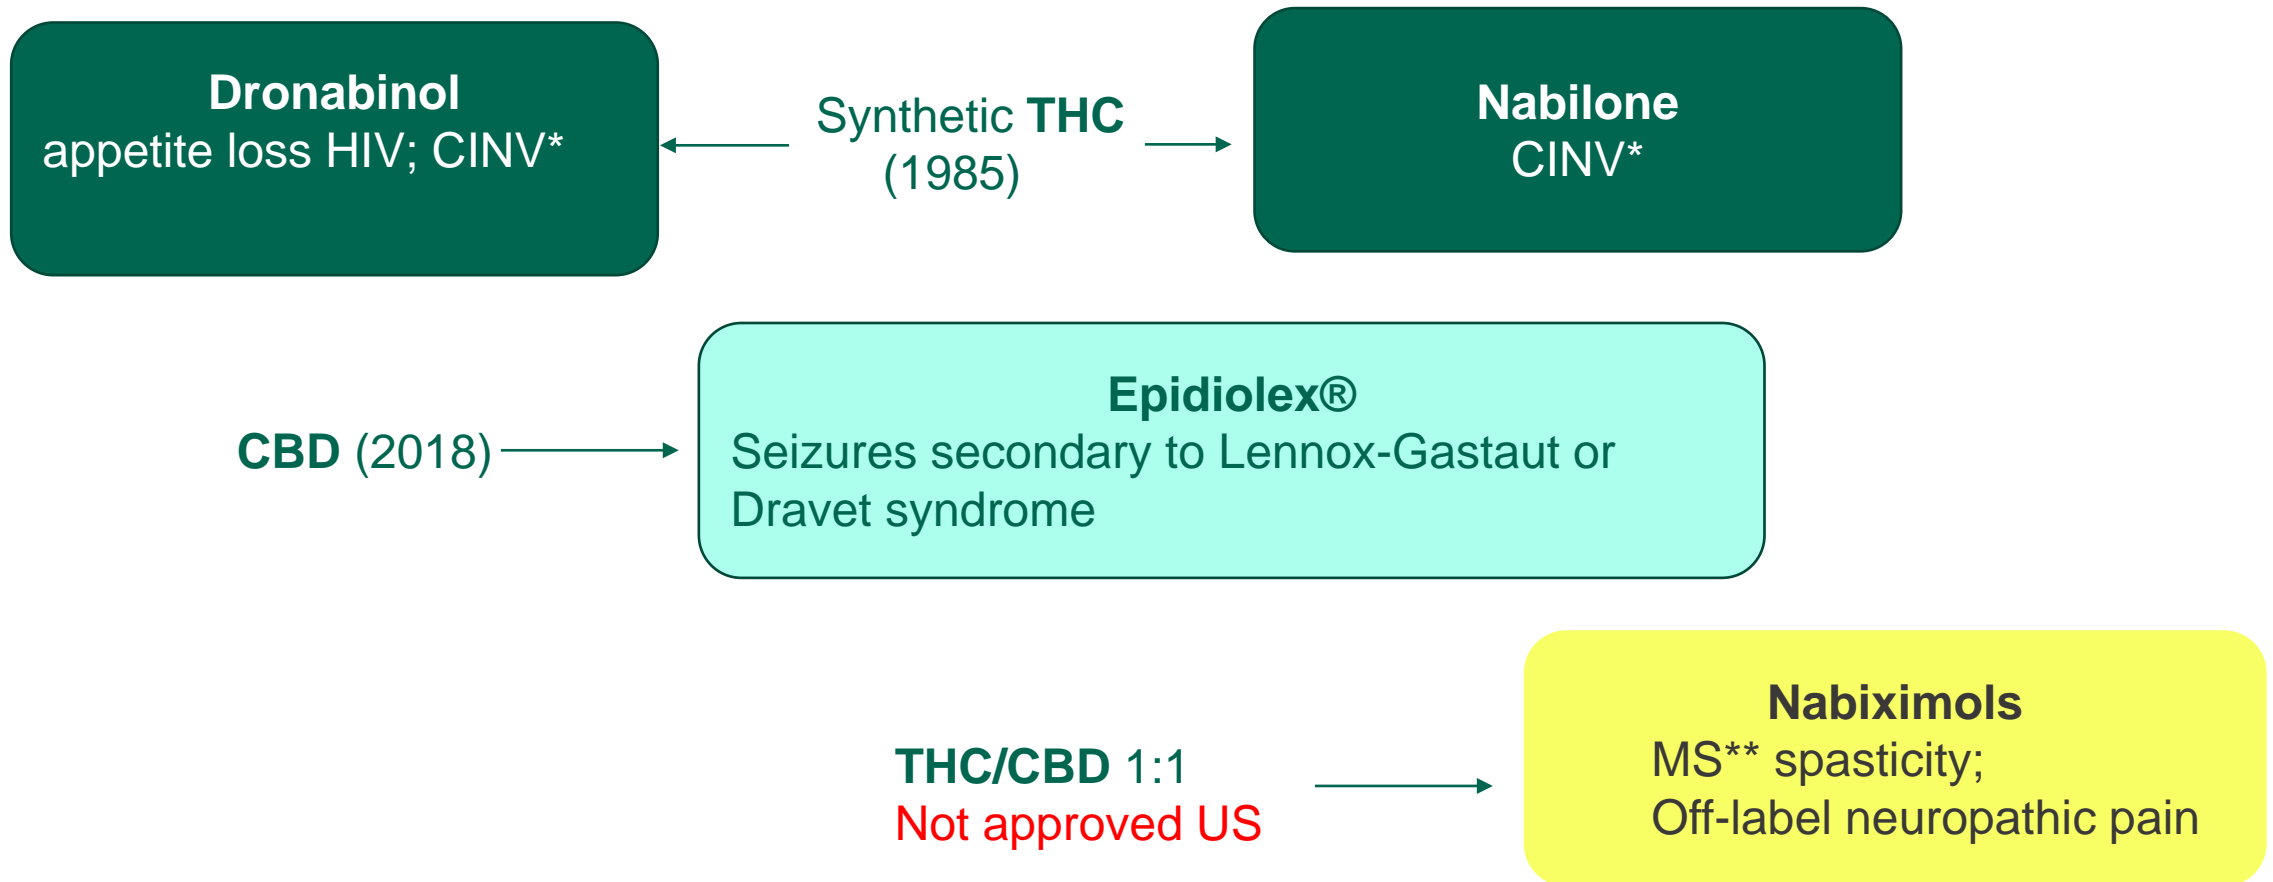 Dronabinol
appetite loss HIV; CINV*
Synthetic THC
(1985)
Nabilone
CINV*
CBD (2018)
Epidiolex®
Seizures secondary to Lennox-Gastaut or
Dravet syndrome
THC/CBD 1:1
Not approved US
Nabiximols
MS** spasticity;
Off-label neuropathic pain